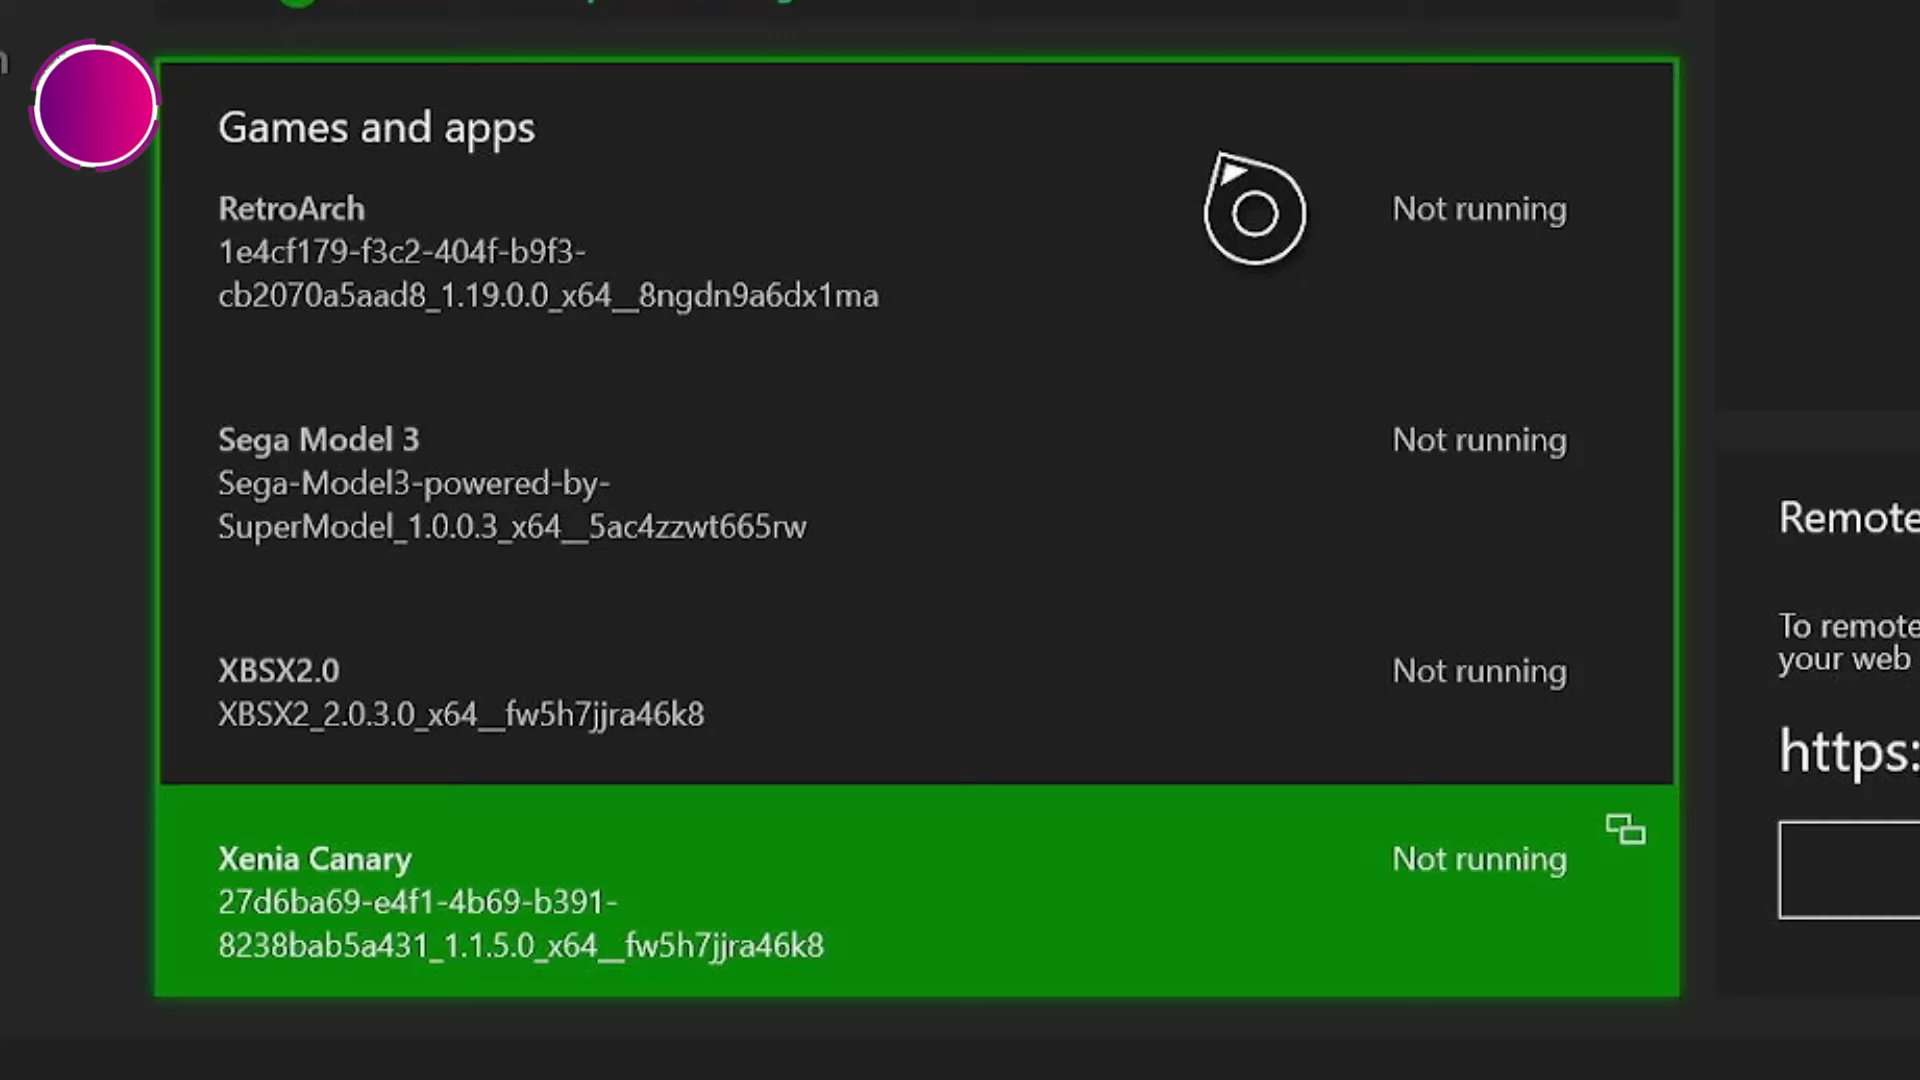 Games and apps
RetroArch
Not running
1e4cf179-f3c2-404f-b9f3-
cb2070a5aad8_1.19.0.0_x64__8ngdn9a6dx1ma
Sega Model 3
Not running
Sega-Model3-powered-by-
SuperModel_1.0.0.3_x64__5ac4zzwt665rw
XBSX2.0
Not running
XBSX2_2.0.3.0_x64__fw5h7jjra46k8
Xenia Canary
Not running
27d6ba69-e4f1-4b69-b391-
8238bab5a431_1.1.5.0_x64__fw5h7jjra46k8
Remote
To remote
your web
https: